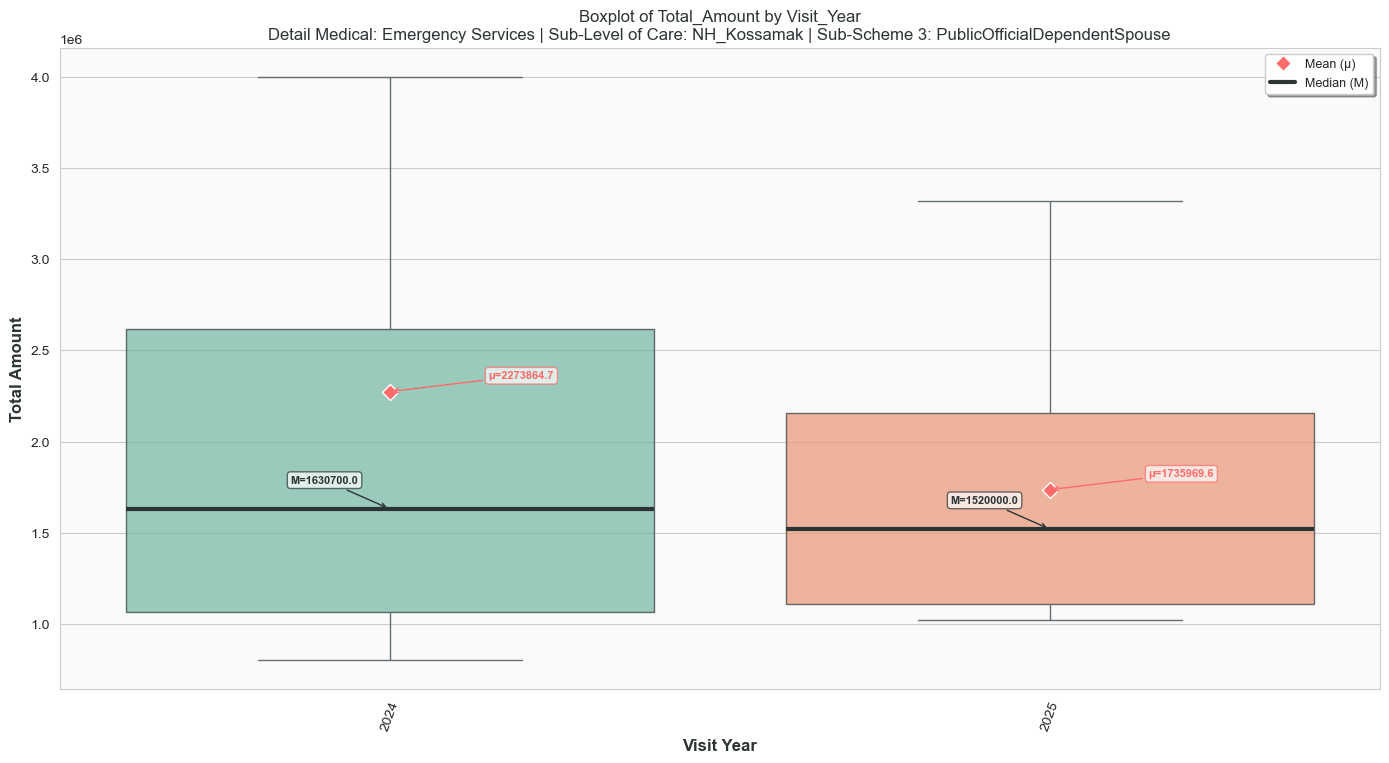 Boxplot of Total_Amount by Visit_Year
Detail Medical: Emergency Services | Sub-Level of Care: NH_Kossamak | Sub-Scheme 3: PublicOfficialDependentSpouse
1e6
Mean (μ)
Median (M)
4.0
3.5
3.0
2.5
2.0
1.5
1.0
Total Amount
μ=2273864.7
M=1630700.0
μ=1735969.6
M=1520000.0
2024
2025
Visit Year